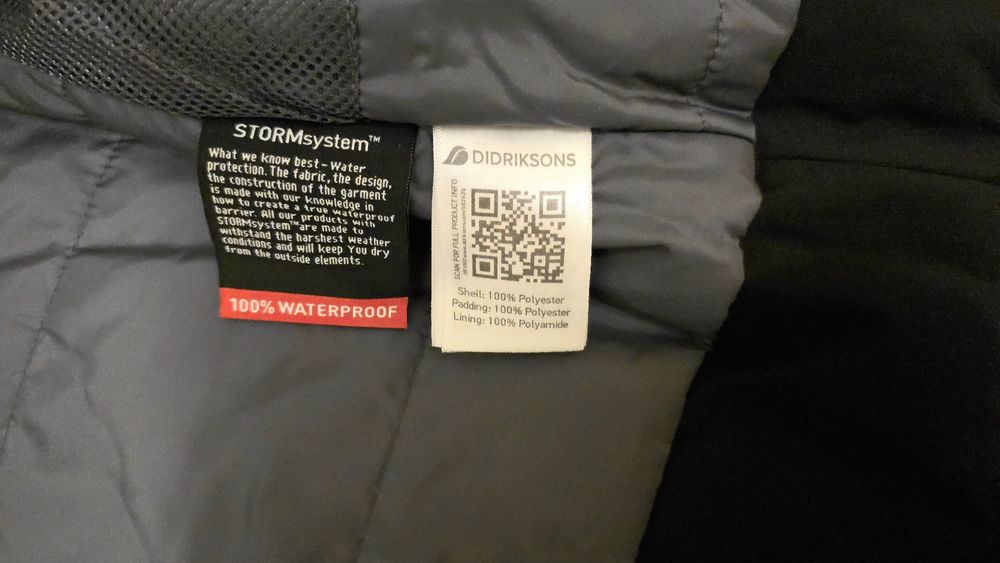 STORMsystem™
What we know best - Water
protection. The fabric, the design,
the construction of the garment
is made with our knowledge in
how to create a true waterproof
barrier. All our products with
STORMsystem™ are made to
withstand the harshest weather
conditions and will keep You dry
from the outside elements.
100% WATERPROOF
DIDRIKSONS
SCAN FOR FULL PRODUCT INFO
Shell: 100% Polyester
Padding: 100% Polyester
Lining: 100% Polyamide